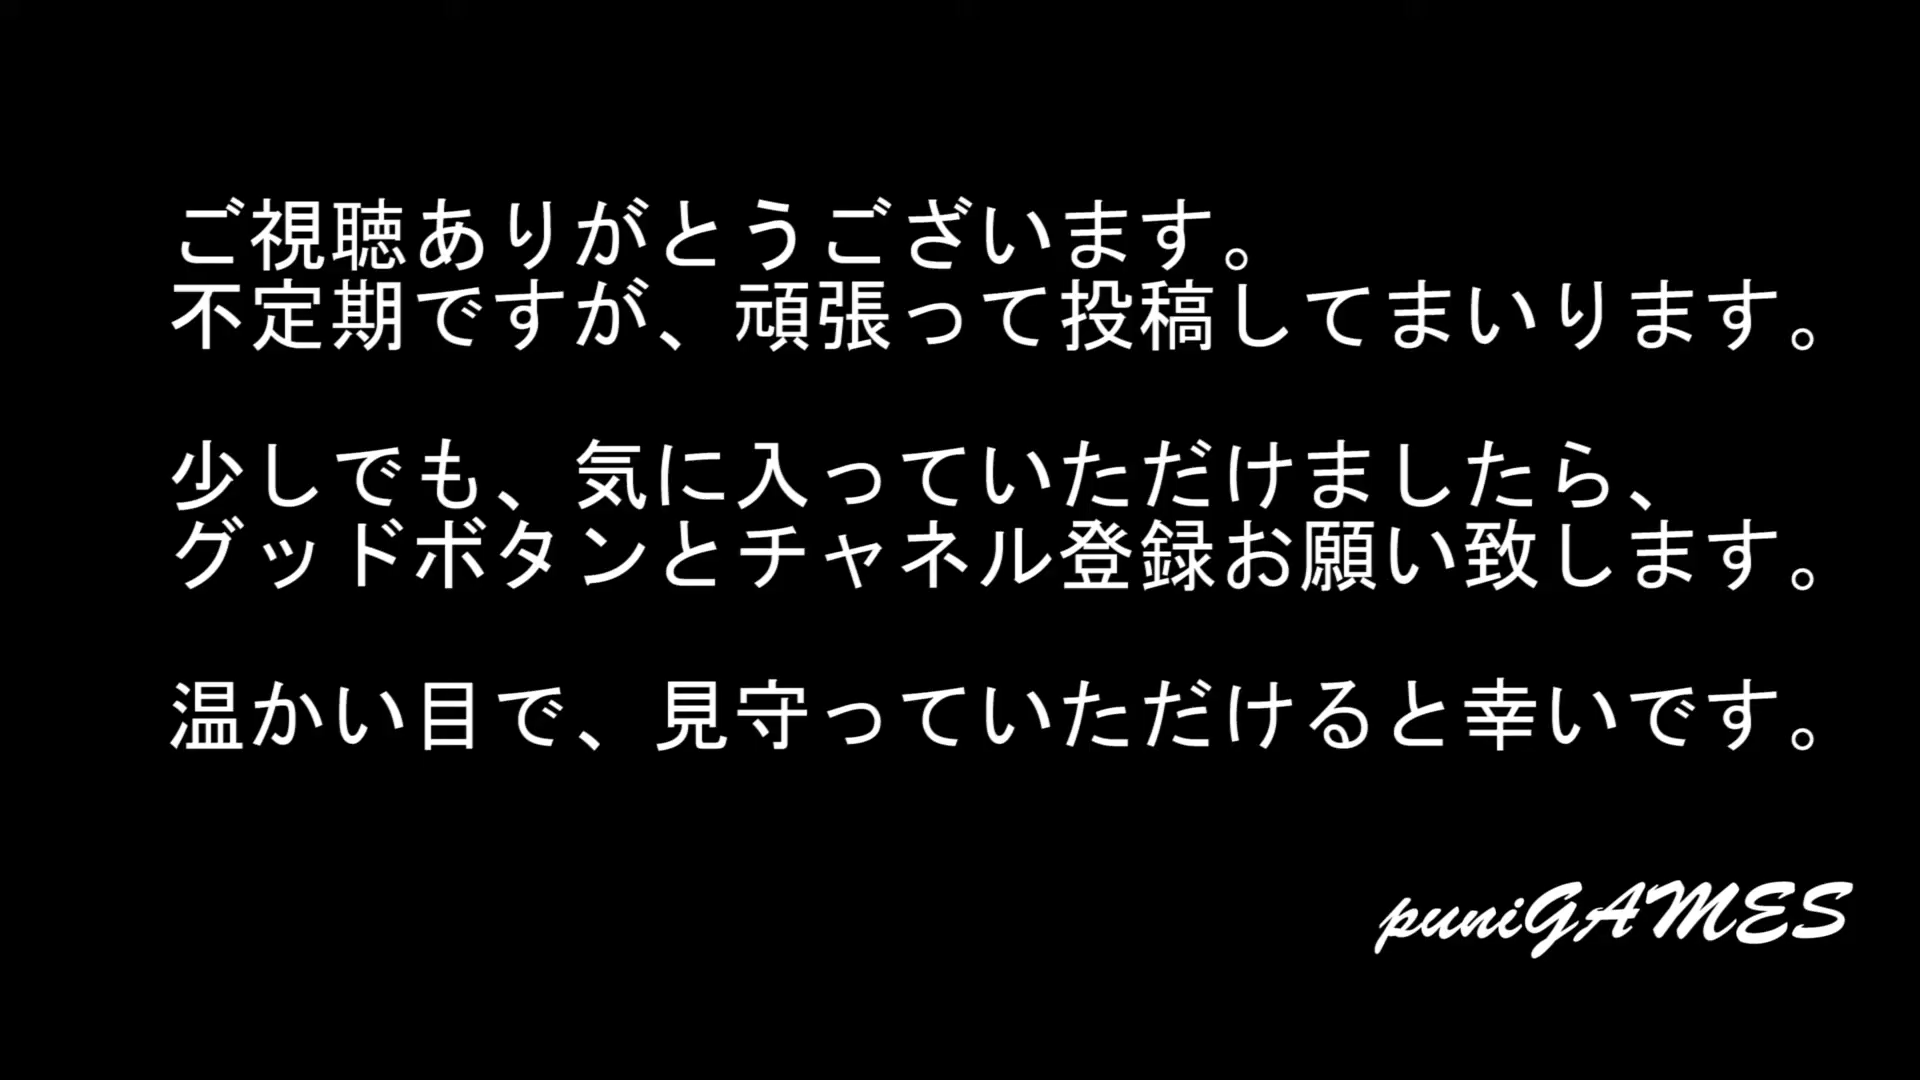 ご視聴ありがとうございます。
不定期ですが、頑張って投稿してまいります。
少しでも、気に入っていただけましたら、
グッドボタンとチャネル登録お願い致します。
温かい目で、見守っていただけると幸いです。
puniGAMES